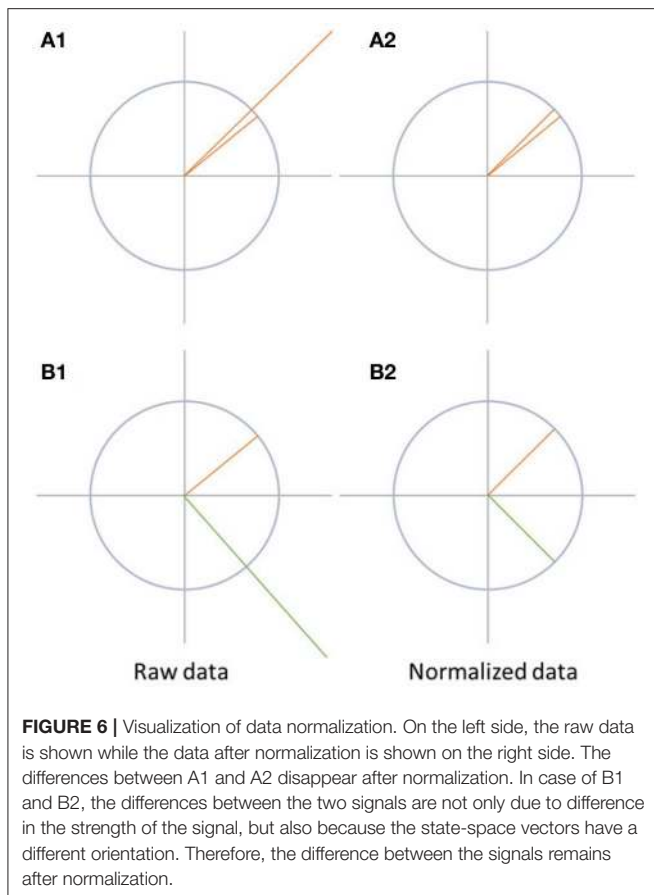 A1
A2
B1
B2
Raw data
Normalized data
FIGURE 6 | Visualization of data normalization. On the left side, the raw data
is shown while the data after normalization is shown on the right side. The
differences between A1 and A2 disappear after normalization. In case of B1
and B2, the differences between the two signals are not only due to difference
in the strength of the signal, but also because the state-space vectors have a
different orientation. Therefore, the difference between the signals remains
after normalization.